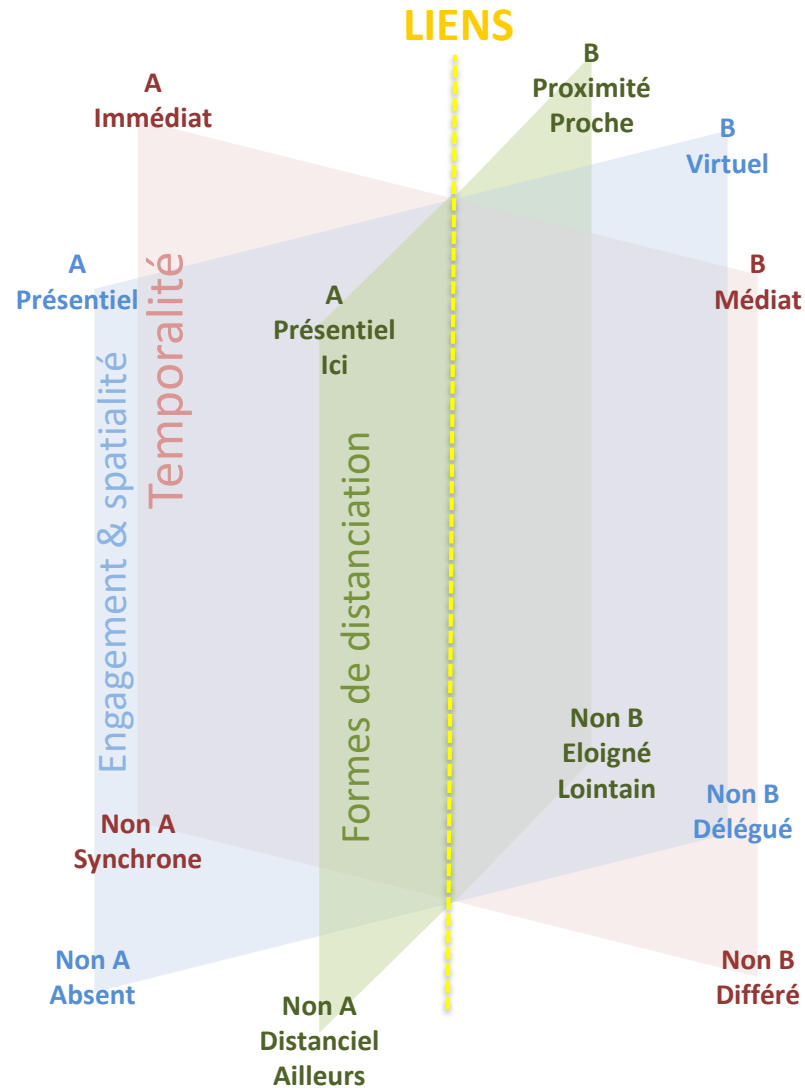 LIENS
B
Proximité
Proche
A
Immédiat
B
Virtuel
A
Présentiel
B
Médiat
A
Présentiel
Ici
Engagement & spatialité
Temporalité
Formes de distanciation
Non B
Eloigné
Lointain
Non A
Synchrone
Non B
Délégué
Non A
Absent
Non B
Différé
Non A
Distanciel
Ailleurs